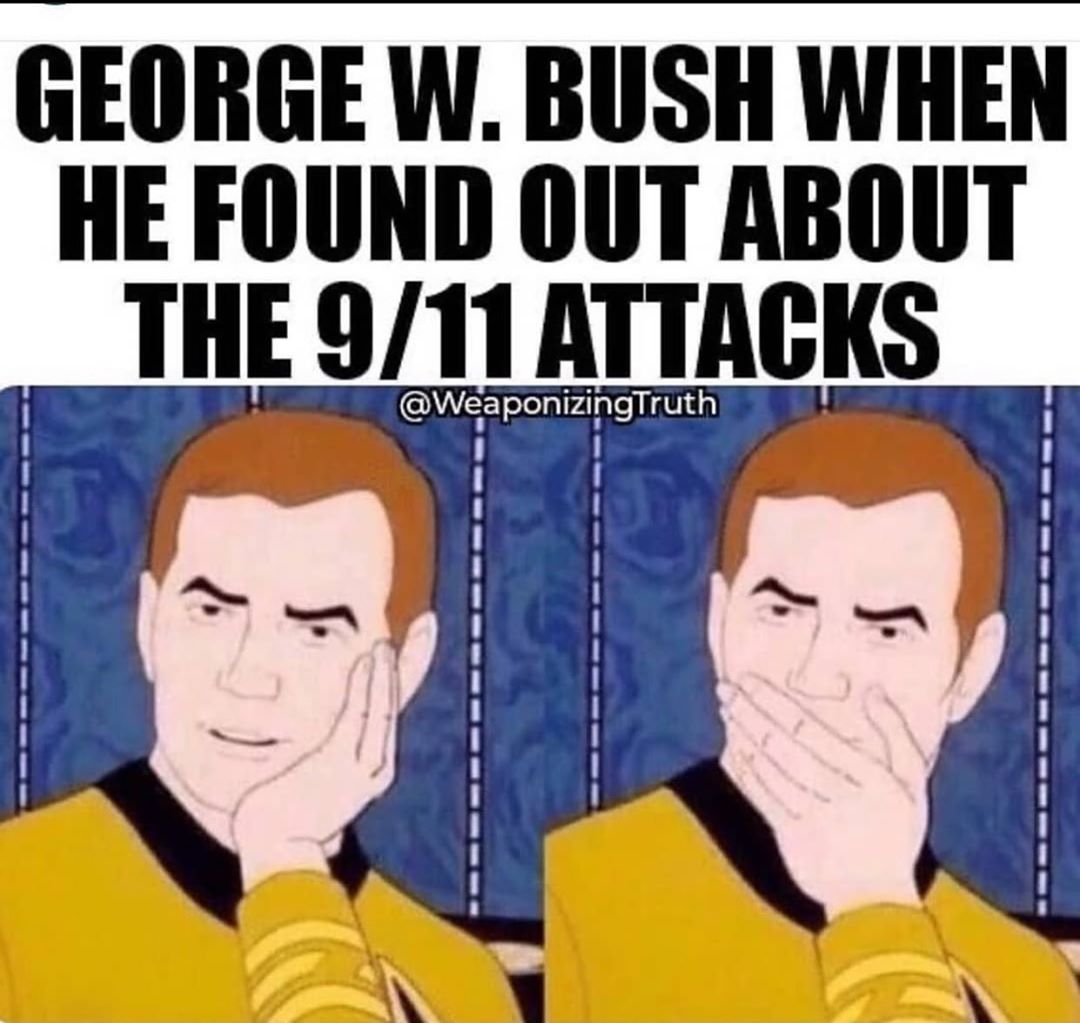 GEORGE W. BUSH WHEN
HE FOUND OUT ABOUT
THE 9/11 ATTACKS
@WeaponizingTruth